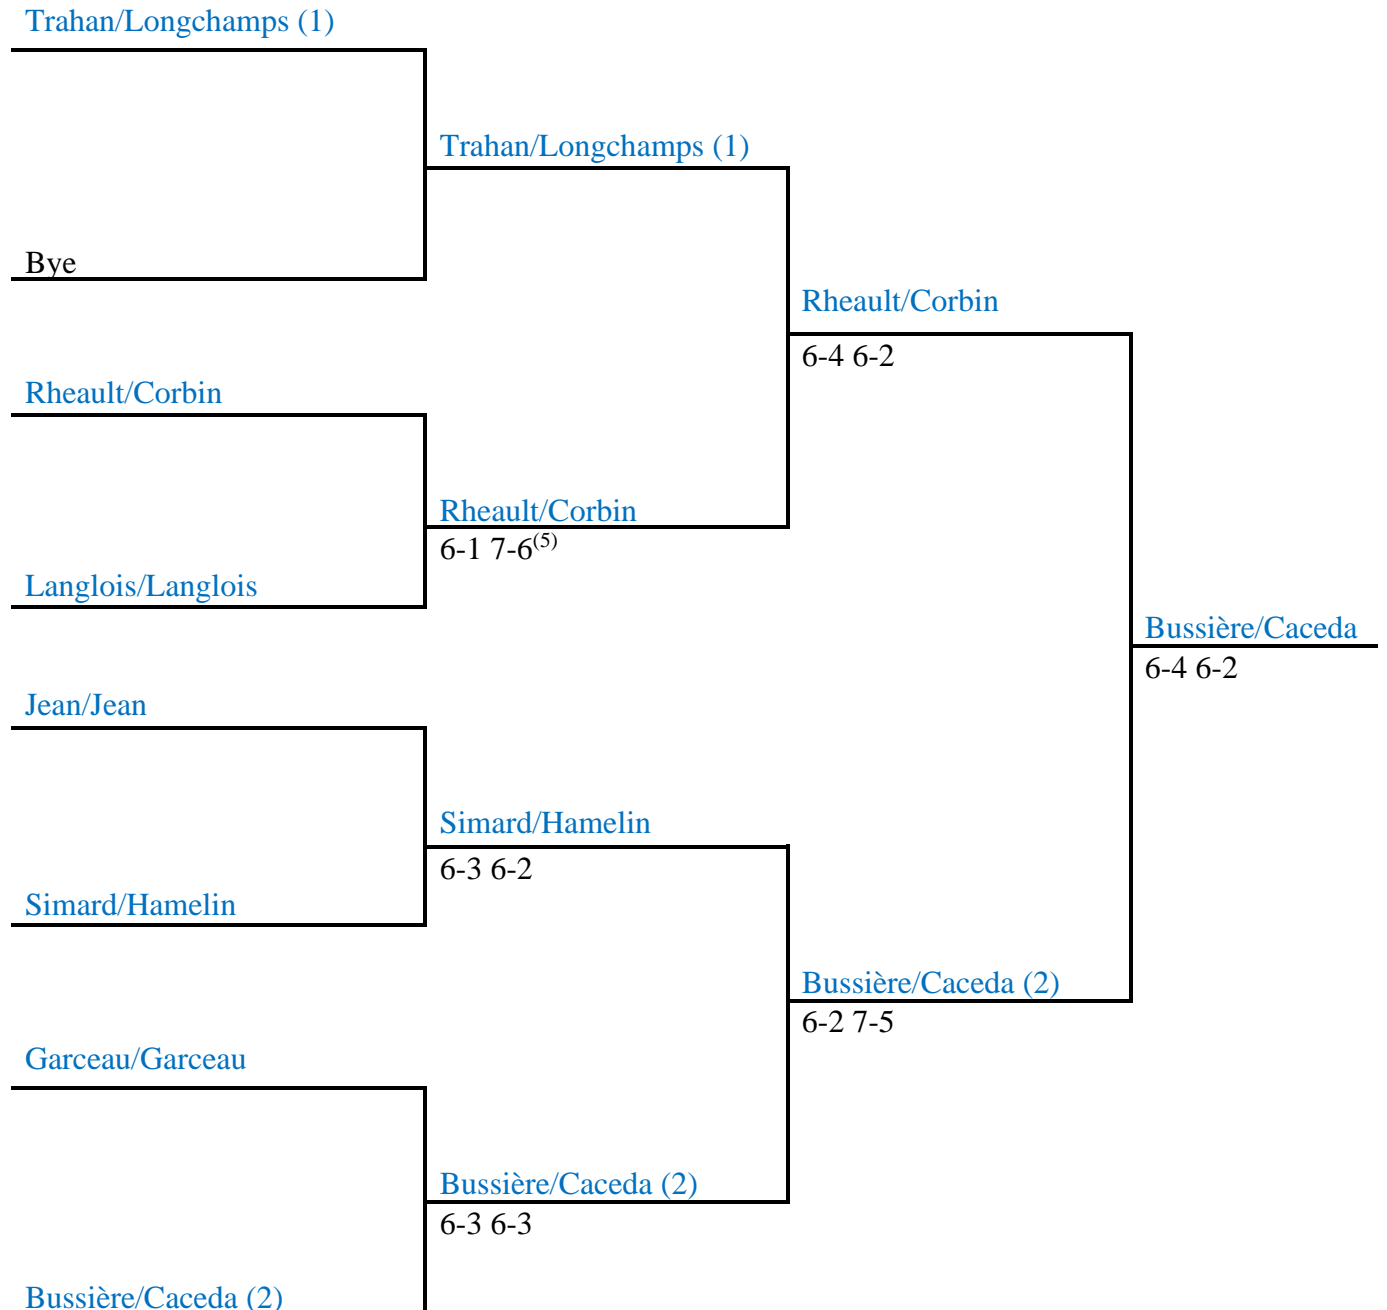 Trahan/Longchamps (1)
Trahan/Longchamps (1)
Bye
Rheault/Corbin
6-4 6-2
Rheault/Corbin
Rheault/Corbin
6-1 7-6(5)
Langlois/Langlois
Bussière/Caceda
6-4 6-2
Jean/Jean
Simard/Hamelin
6-3 6-2
Simard/Hamelin
Bussière/Caceda (2)
6-2 7-5
Garceau/Garceau
Bussière/Caceda (2)
6-3 6-3
Bussière/Caceda (2)